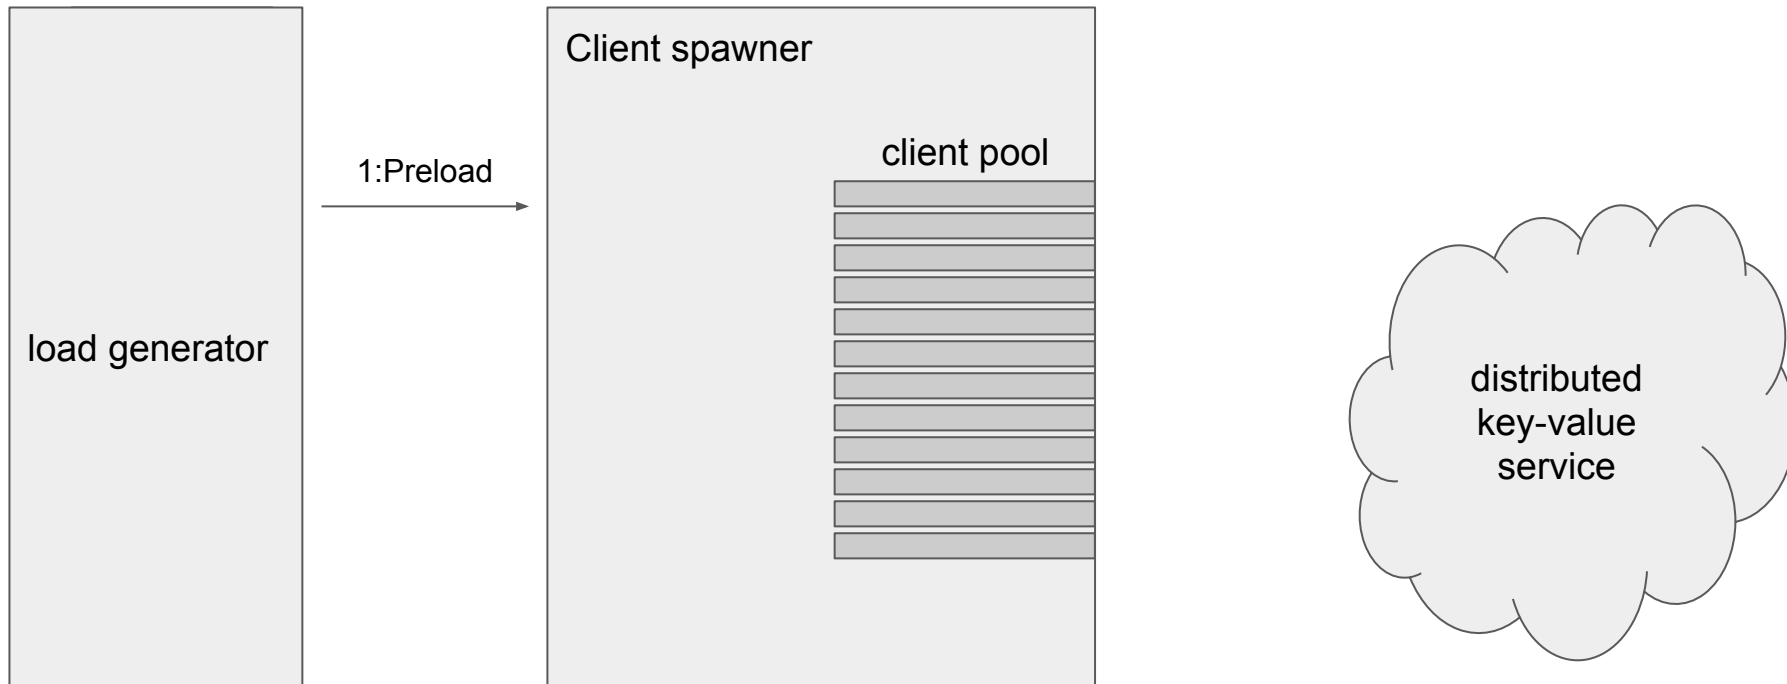 Client spawner
client pool
1:Preload
load generator
distributed
key-value
service